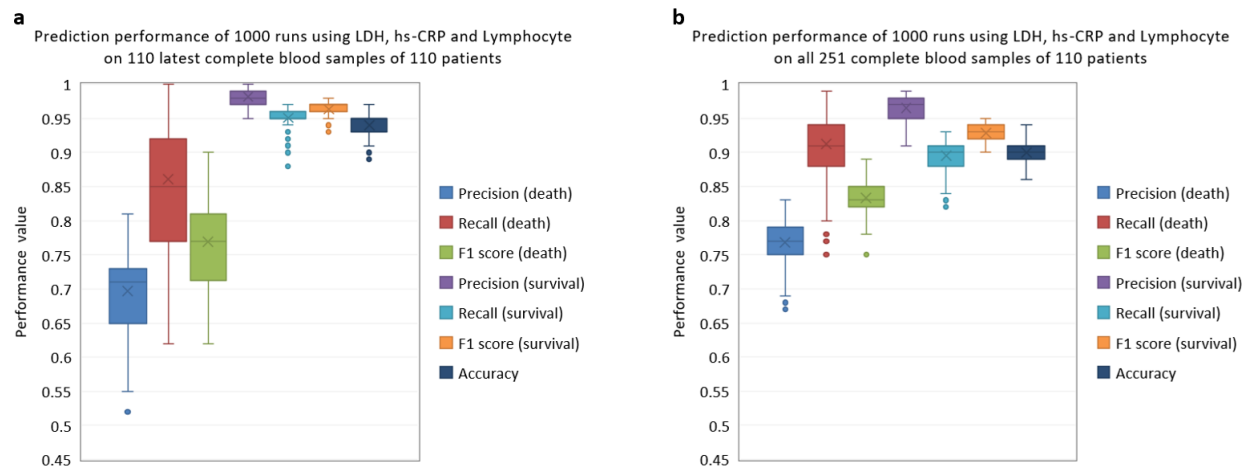 a
Prediction performance of 1000 runs using LDH, hs-CRP and Lymphocyte
on 110 latest complete blood samples of 110 patients
Performance value
1
0.95
0.9
0.85
0.8
0.75
0.7
0.65
0.6
0.55
0.5
0.45
Precision (death)
Recall (death)
F1 score (death)
Precision (survival)
Recall (survival)
F1 score (survival)
Accuracy
b
Prediction performance of 1000 runs using LDH, hs-CRP and Lymphocyte
on all 251 complete blood samples of 110 patients
Performance value
1
0.95
0.9
0.85
0.8
0.75
0.7
0.65
0.6
0.55
0.5
0.45
Precision (death)
Recall (death)
F1 score (death)
Precision (survival)
Recall (survival)
F1 score (survival)
Accuracy